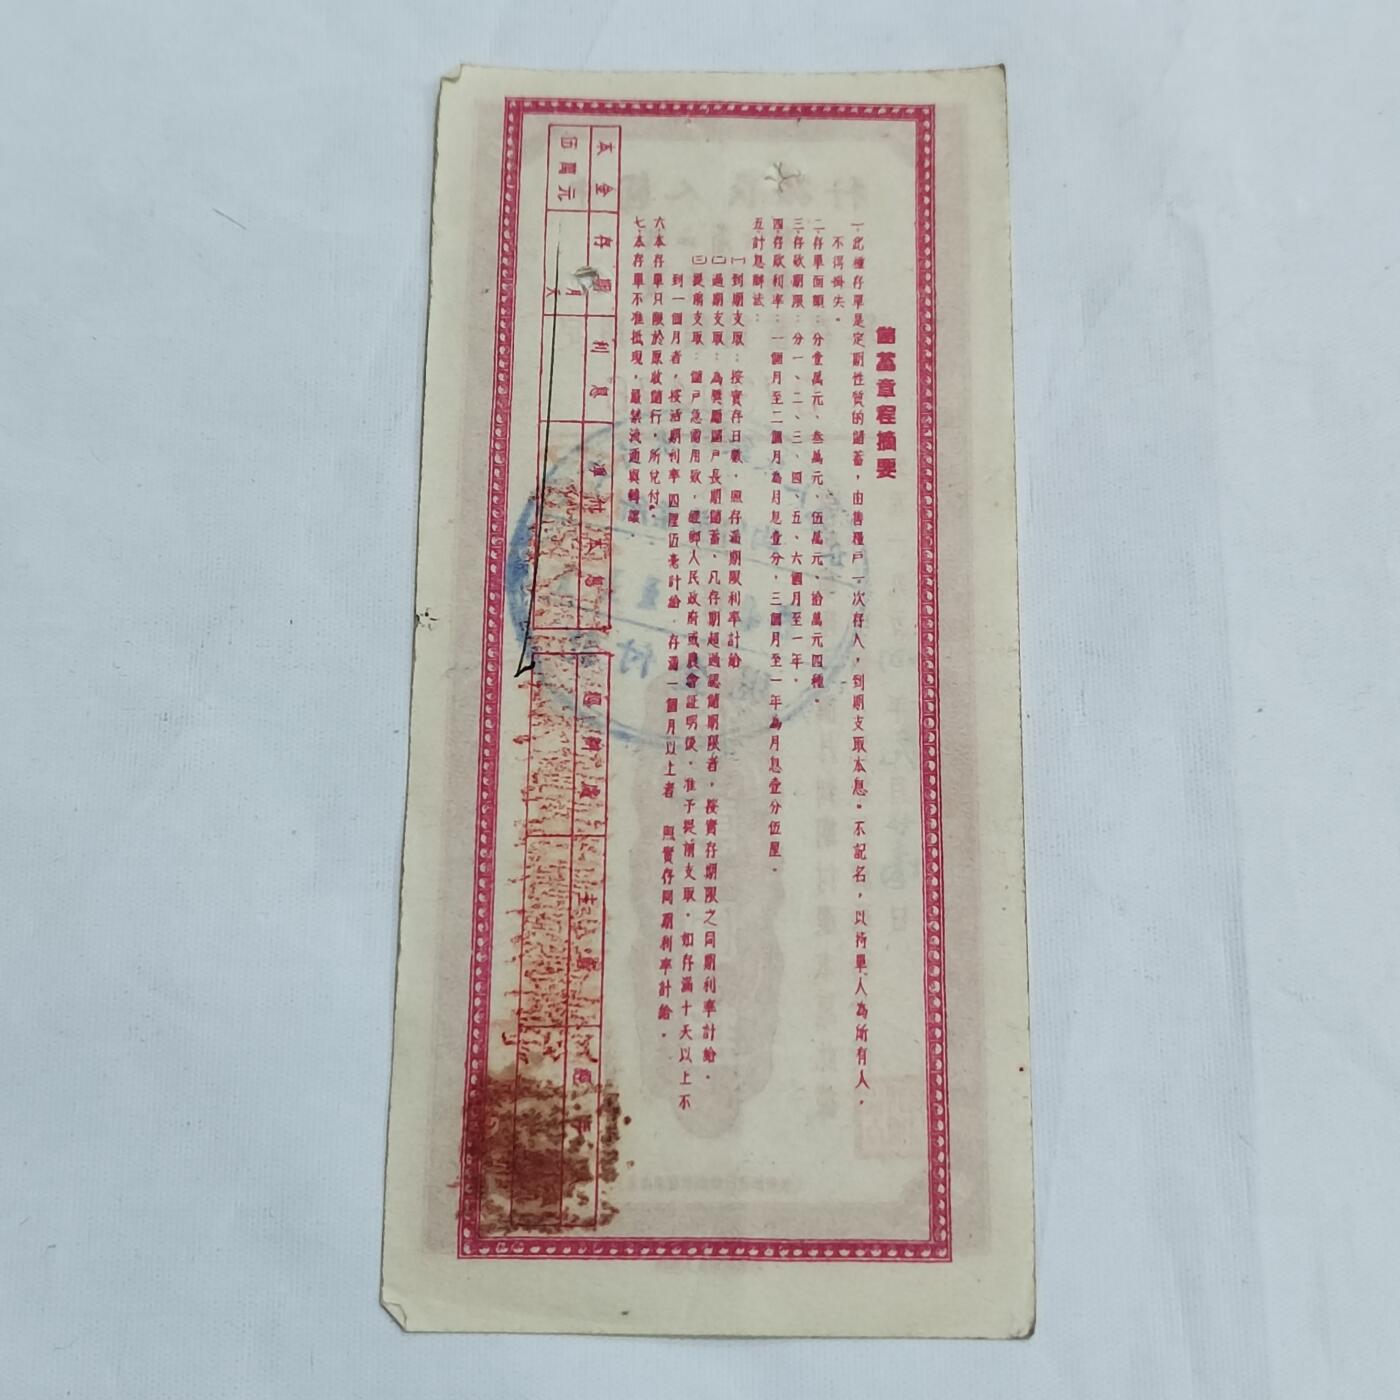 儲蓄章程摘要
一、此種存單是定期性質的儲蓄，由售糧戶一次存入，到期支取本息。不記名，以持單人為所有人，
不得掛失。
二、存單面額：分壹萬元、叁萬元、伍萬元、拾萬元四種。
三、存款期限：分一、二、三、四、五、六個月至一年。
四、存款利率：一個月至二個月為月息壹分，三個月至一年為月息壹分伍厘。
五、計息辦法：
㈠到期支取：按實存日數，照存滿期限利率計給
㈡過期支取：為獎勵儲戶長期儲蓄、凡存期超過認儲期限者，按實存期限之同期利率計給。
㈢提前支取：儲戶急需用款，經鄉人民政府或農會証明後，准予提前支取，如存滿十天以上不
到一個月者，按活期利率四厘伍毫計給 存滿一個月以上者 照實存同期利率計給。
六、本存單只限於原收儲行，所兌付。
七、本存單不准抵現，嚴禁流通與轉讓。
本金 存期 利息 準付本息
伍萬元 月 天